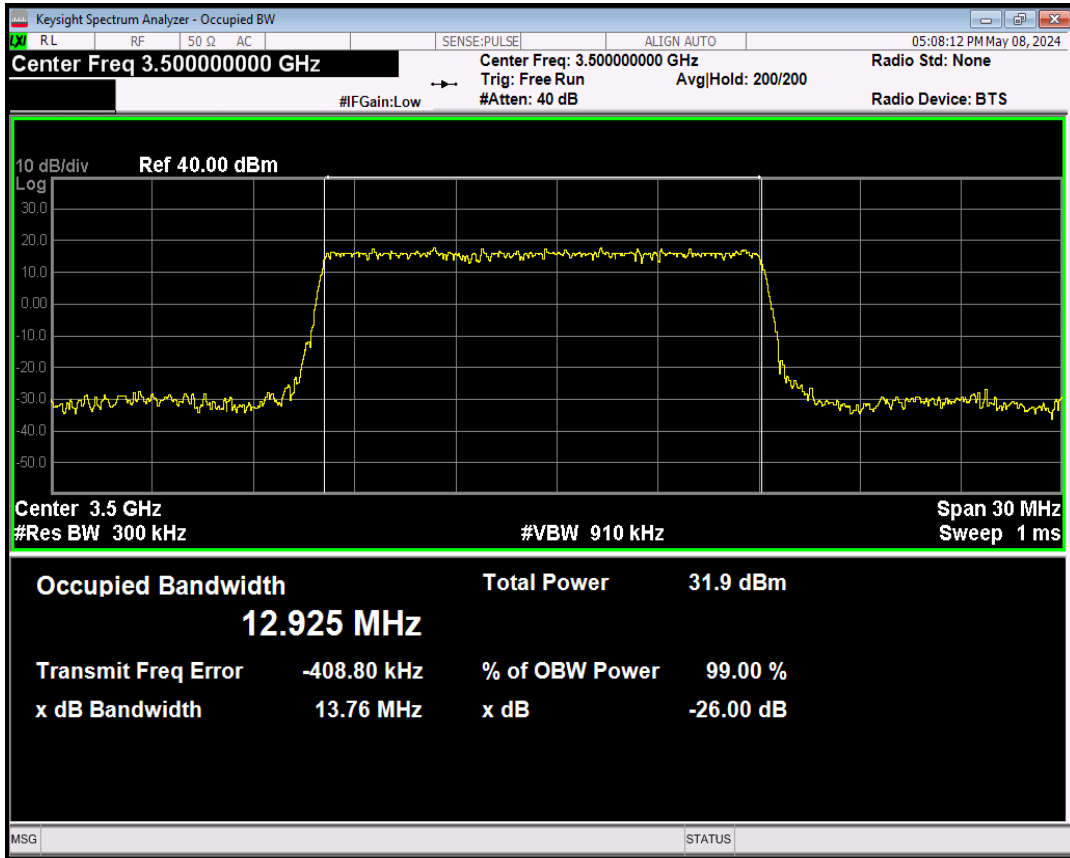 Keysight Spectrum Analyzer - Occupied BW
LXI RL RF 50 Ω AC SENSE:PULSE ALIGN AUTO 05:08:12 PM May 08, 2024
Center Freq 3.500000000 GHz Center Freq: 3.500000000 GHz Radio Std: None
Trig: Free Run Avg|Hold: 200/200
#IFGain:Low #Atten: 40 dB Radio Device: BTS
10 dB/div Ref 40.00 dBm
Log
30.0
20.0
10.0
0.00
-10.0
-20.0
-30.0
-40.0
-50.0
Center 3.5 GHz Span 30 MHz
#Res BW 300 kHz #VBW 910 kHz Sweep 1 ms
Occupied Bandwidth Total Power 31.9 dBm
12.925 MHz
Transmit Freq Error -408.80 kHz % of OBW Power 99.00 %
x dB Bandwidth 13.76 MHz x dB -26.00 dB
MSG STATUS